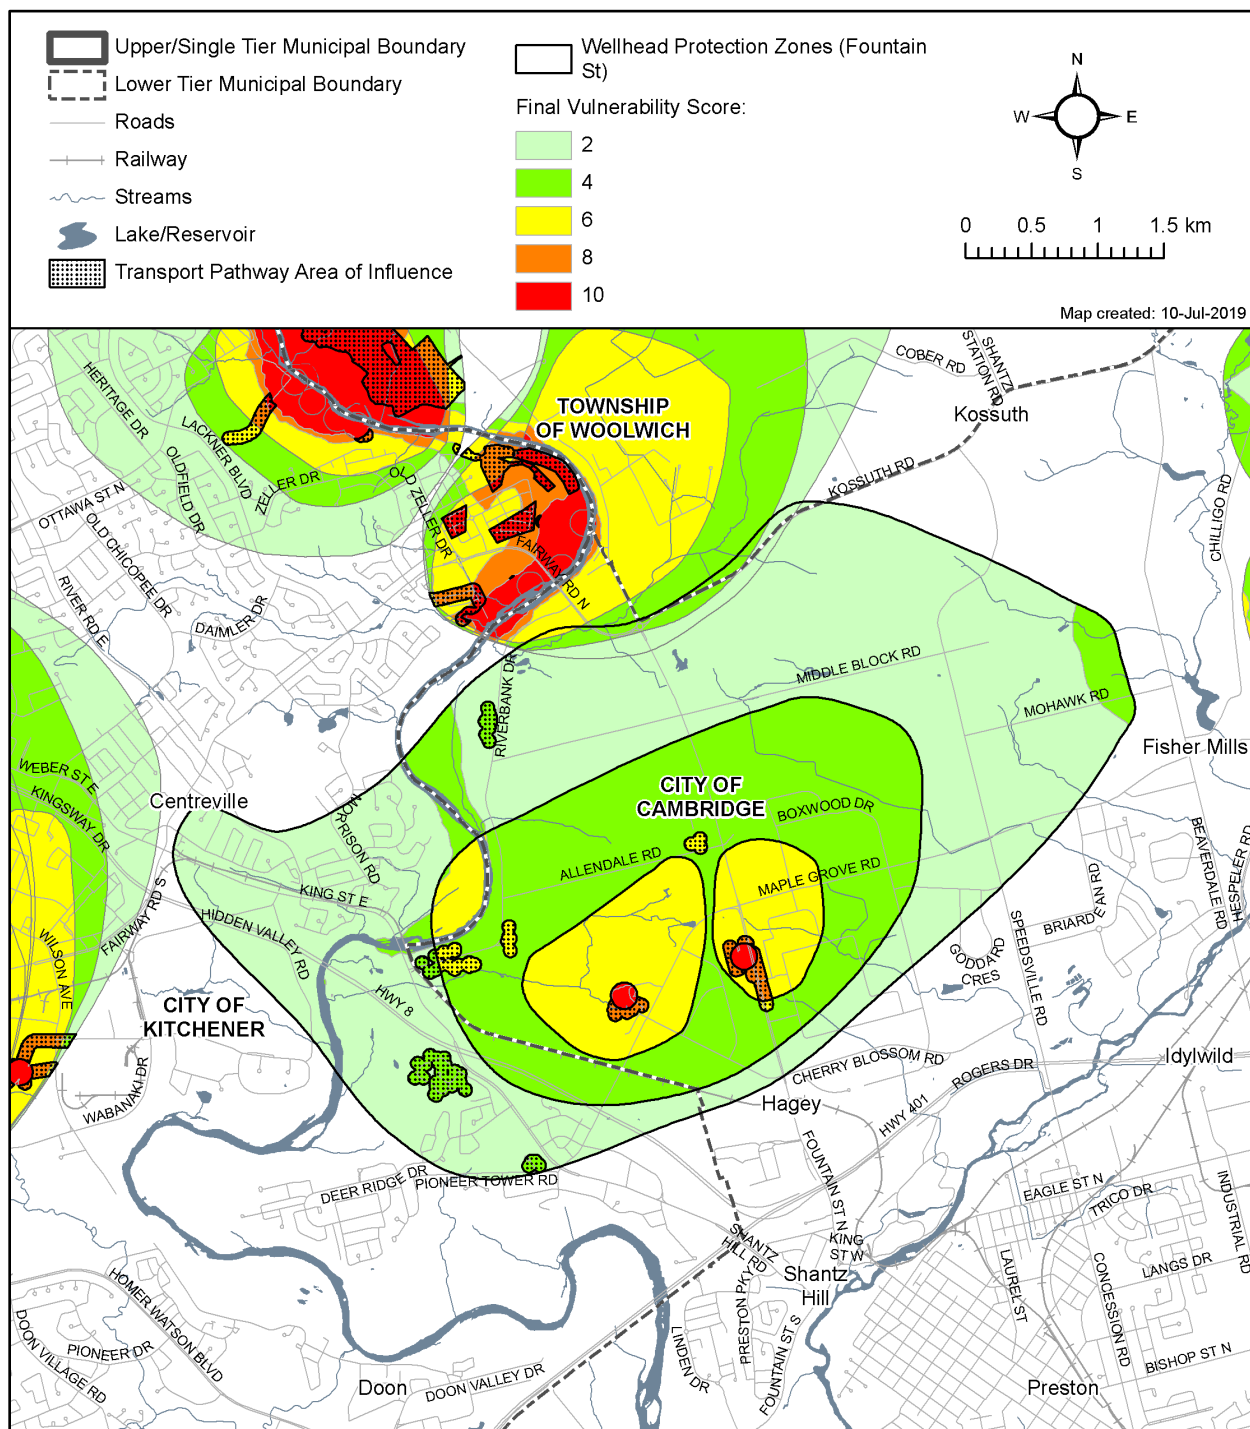 Upper/Single Tier Municipal Boundary
Lower Tier Municipal Boundary
Roads
Railway
Streams
Lake/Reservoir
Transport Pathway Area of Influence
Wellhead Protection Zones (Fountain
St)
Final Vulnerability Score:
2
4
6
8
10
N
W
E
S
0 0.5 1 1.5 km
Map created: 10-Jul-2019
COBER RD
SHANTZ
STATION RD
Kossuth
HERITAGE DR
LACKNER BLVD
OLDFIELD DR
ZELLER DR
OLD ZELLER DR
TOWNSHIP
OF WOOLWICH
KOSSUTH RD
CHILLIGO RD
OTTAWA ST N
OLD CHICOPEE DR
RIVER RD E
DAIMLER DR
FAIRWAY RD N
RIVERBANK DR
MIDDLE BLOCK RD
MOHAWK RD
Fisher Mills
WEBER ST E
KINGSWAY DR
Centreville
MORRISON RD
CITY OF
CAMBRIDGE
BOXWOOD DR
ALLENDALE RD
MAPLE GROVE RD
KING ST E
HIDDEN VALLEY RD
FAIRWAY RD S
WILSON AVE
BEAVERDALE RD
HESPELER RD
BRIARDEAN RD
SPEEDSVILLE RD
GODDARD
CRES
CITY OF
KITCHENER
HWY 8
WABANAKI DR
CHERRY BLOSSOM RD
ROGERS DR
Idylwild
Hagey
HWY 401
FOUNTAIN ST N
DEER RIDGE DR
PIONEER TOWER RD
EAGLE ST N
TRICO DR
INDUSTRIAL RD
SHANTZ
HILL RD
KING
ST W
Shantz
Hill
LANGS DR
LAUREL ST
CONCESSION RD
HOMER WATSON BLVD
PIONEER DR
DOON VILLAGE RD
Doon
DOON VALLEY DR
LINDEN DR
PRESTON PKY
FOUNTAIN ST S
BISHOP ST N
Preston